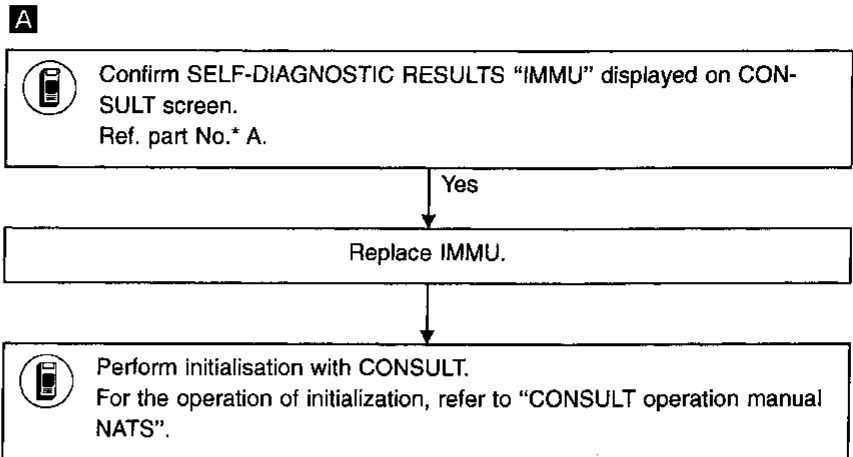 A
Confirm SELF-DIAGNOSTIC RESULTS “IMMU” displayed on CON-
SULT screen.
Ref. part No.* A.
Yes
Replace IMMU.
Perform initialisation with CONSULT.
For the operation of initialization, refer to “CONSULT operation manual
NATS”.